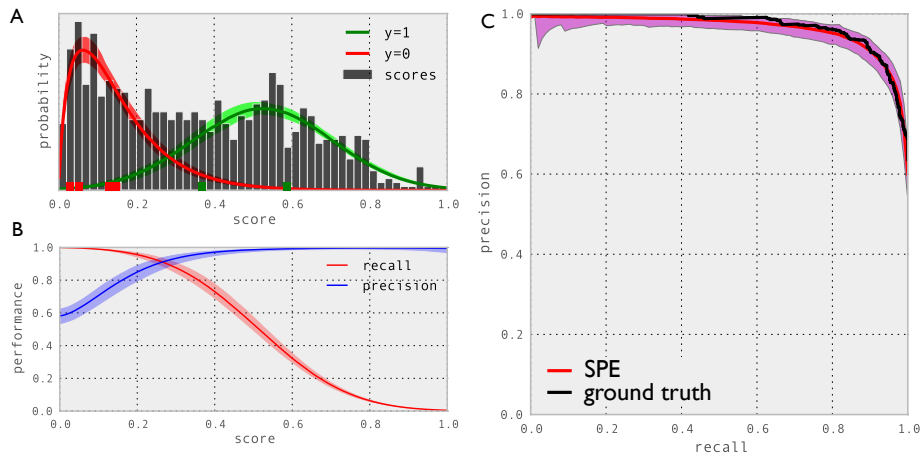 A
y=1
y=0
scores
probability
0.0 0.2 0.4 0.6 0.8 1.0
score
B
1.0
0.8
0.6
0.4
0.2
0.0
recall
precision
performance
0.0 0.2 0.4 0.6 0.8 1.0
score
C
1.0
0.8
0.6
0.4
0.2
0.0
precision
SPE
ground truth
0.0 0.2 0.4 0.6 0.8 1.0
recall